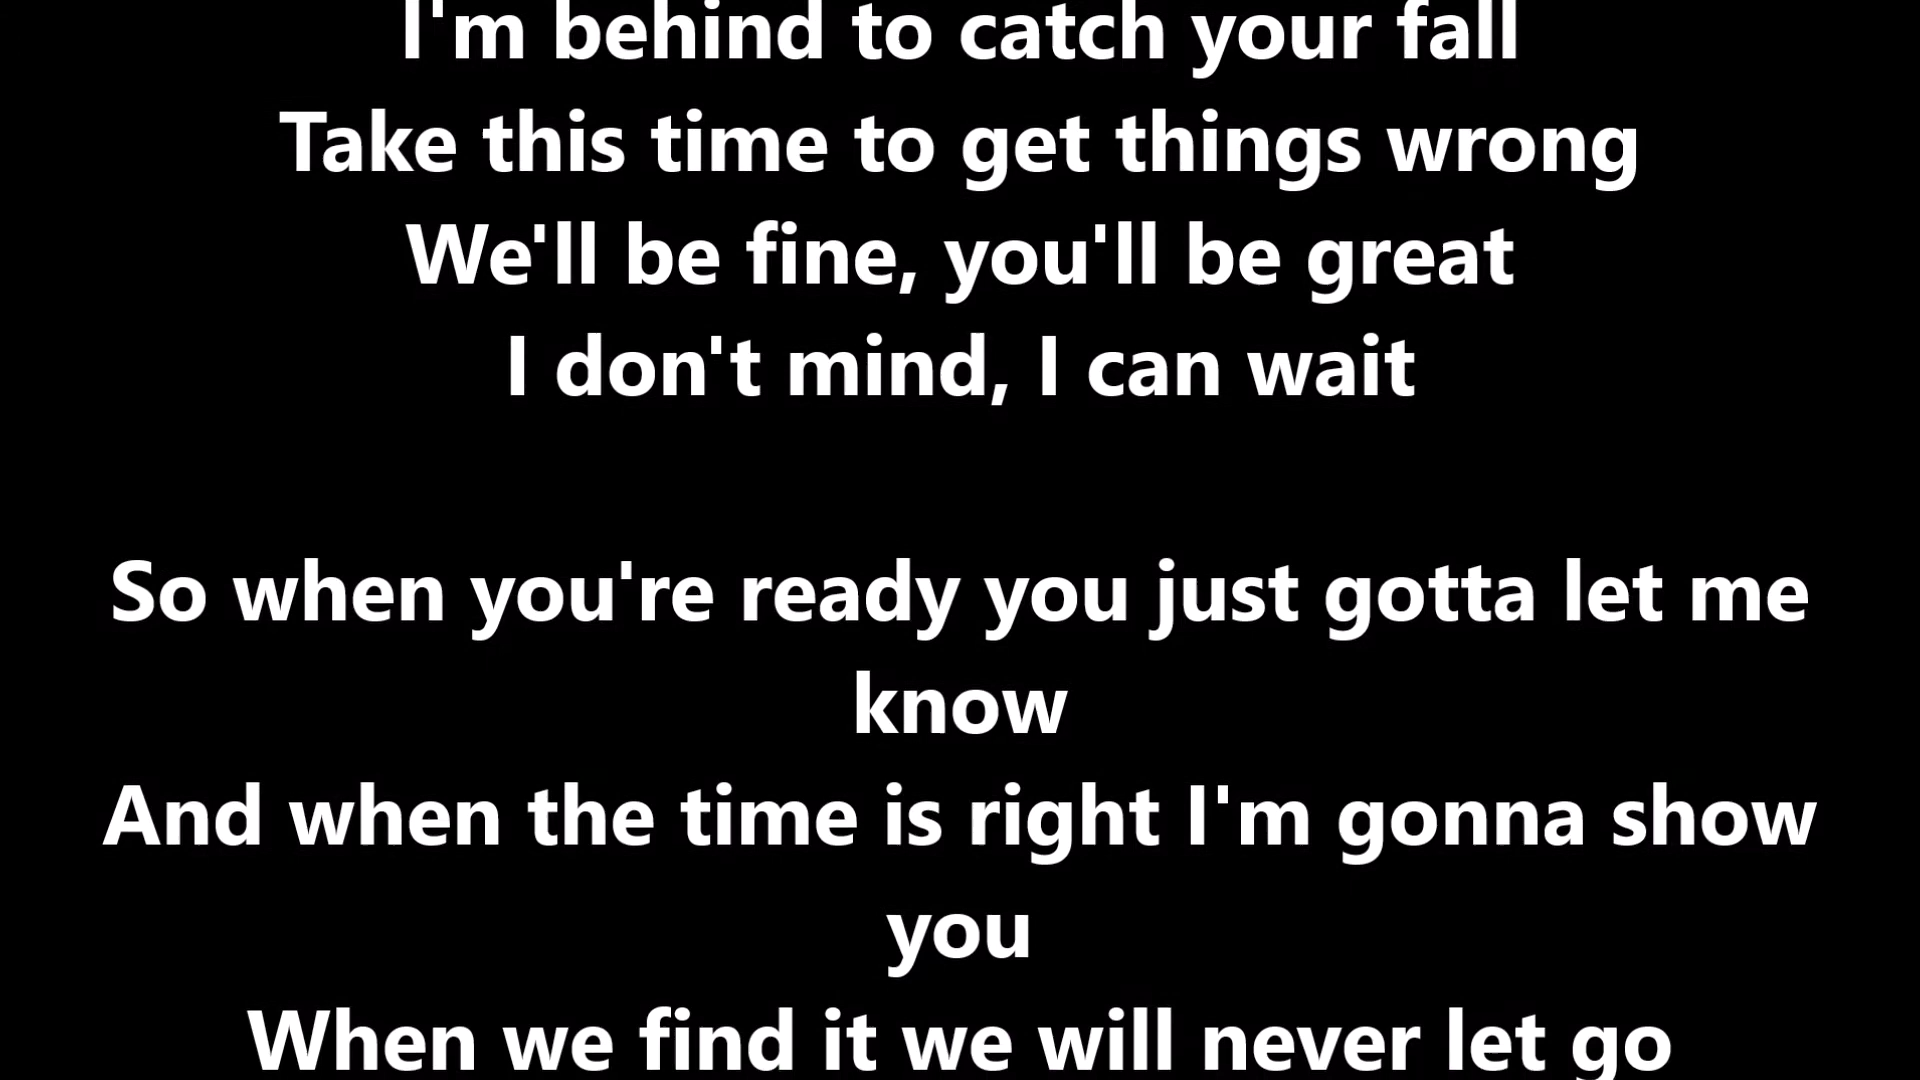 I'm behind to catch your fall
Take this time to get things wrong
We'll be fine, you'll be great
I don't mind, I can wait
So when you're ready you just gotta let me
know
And when the time is right I'm gonna show
you
When we find it we will never let go